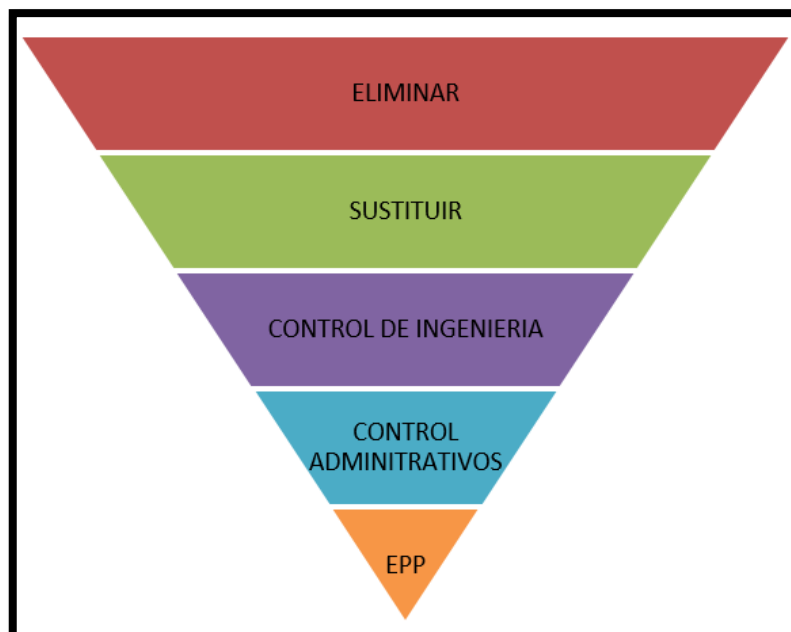 ELIMINAR
SUSTITUIR
CONTROL DE INGENIERIA
CONTROL
ADMINITRATIVOS
EPP